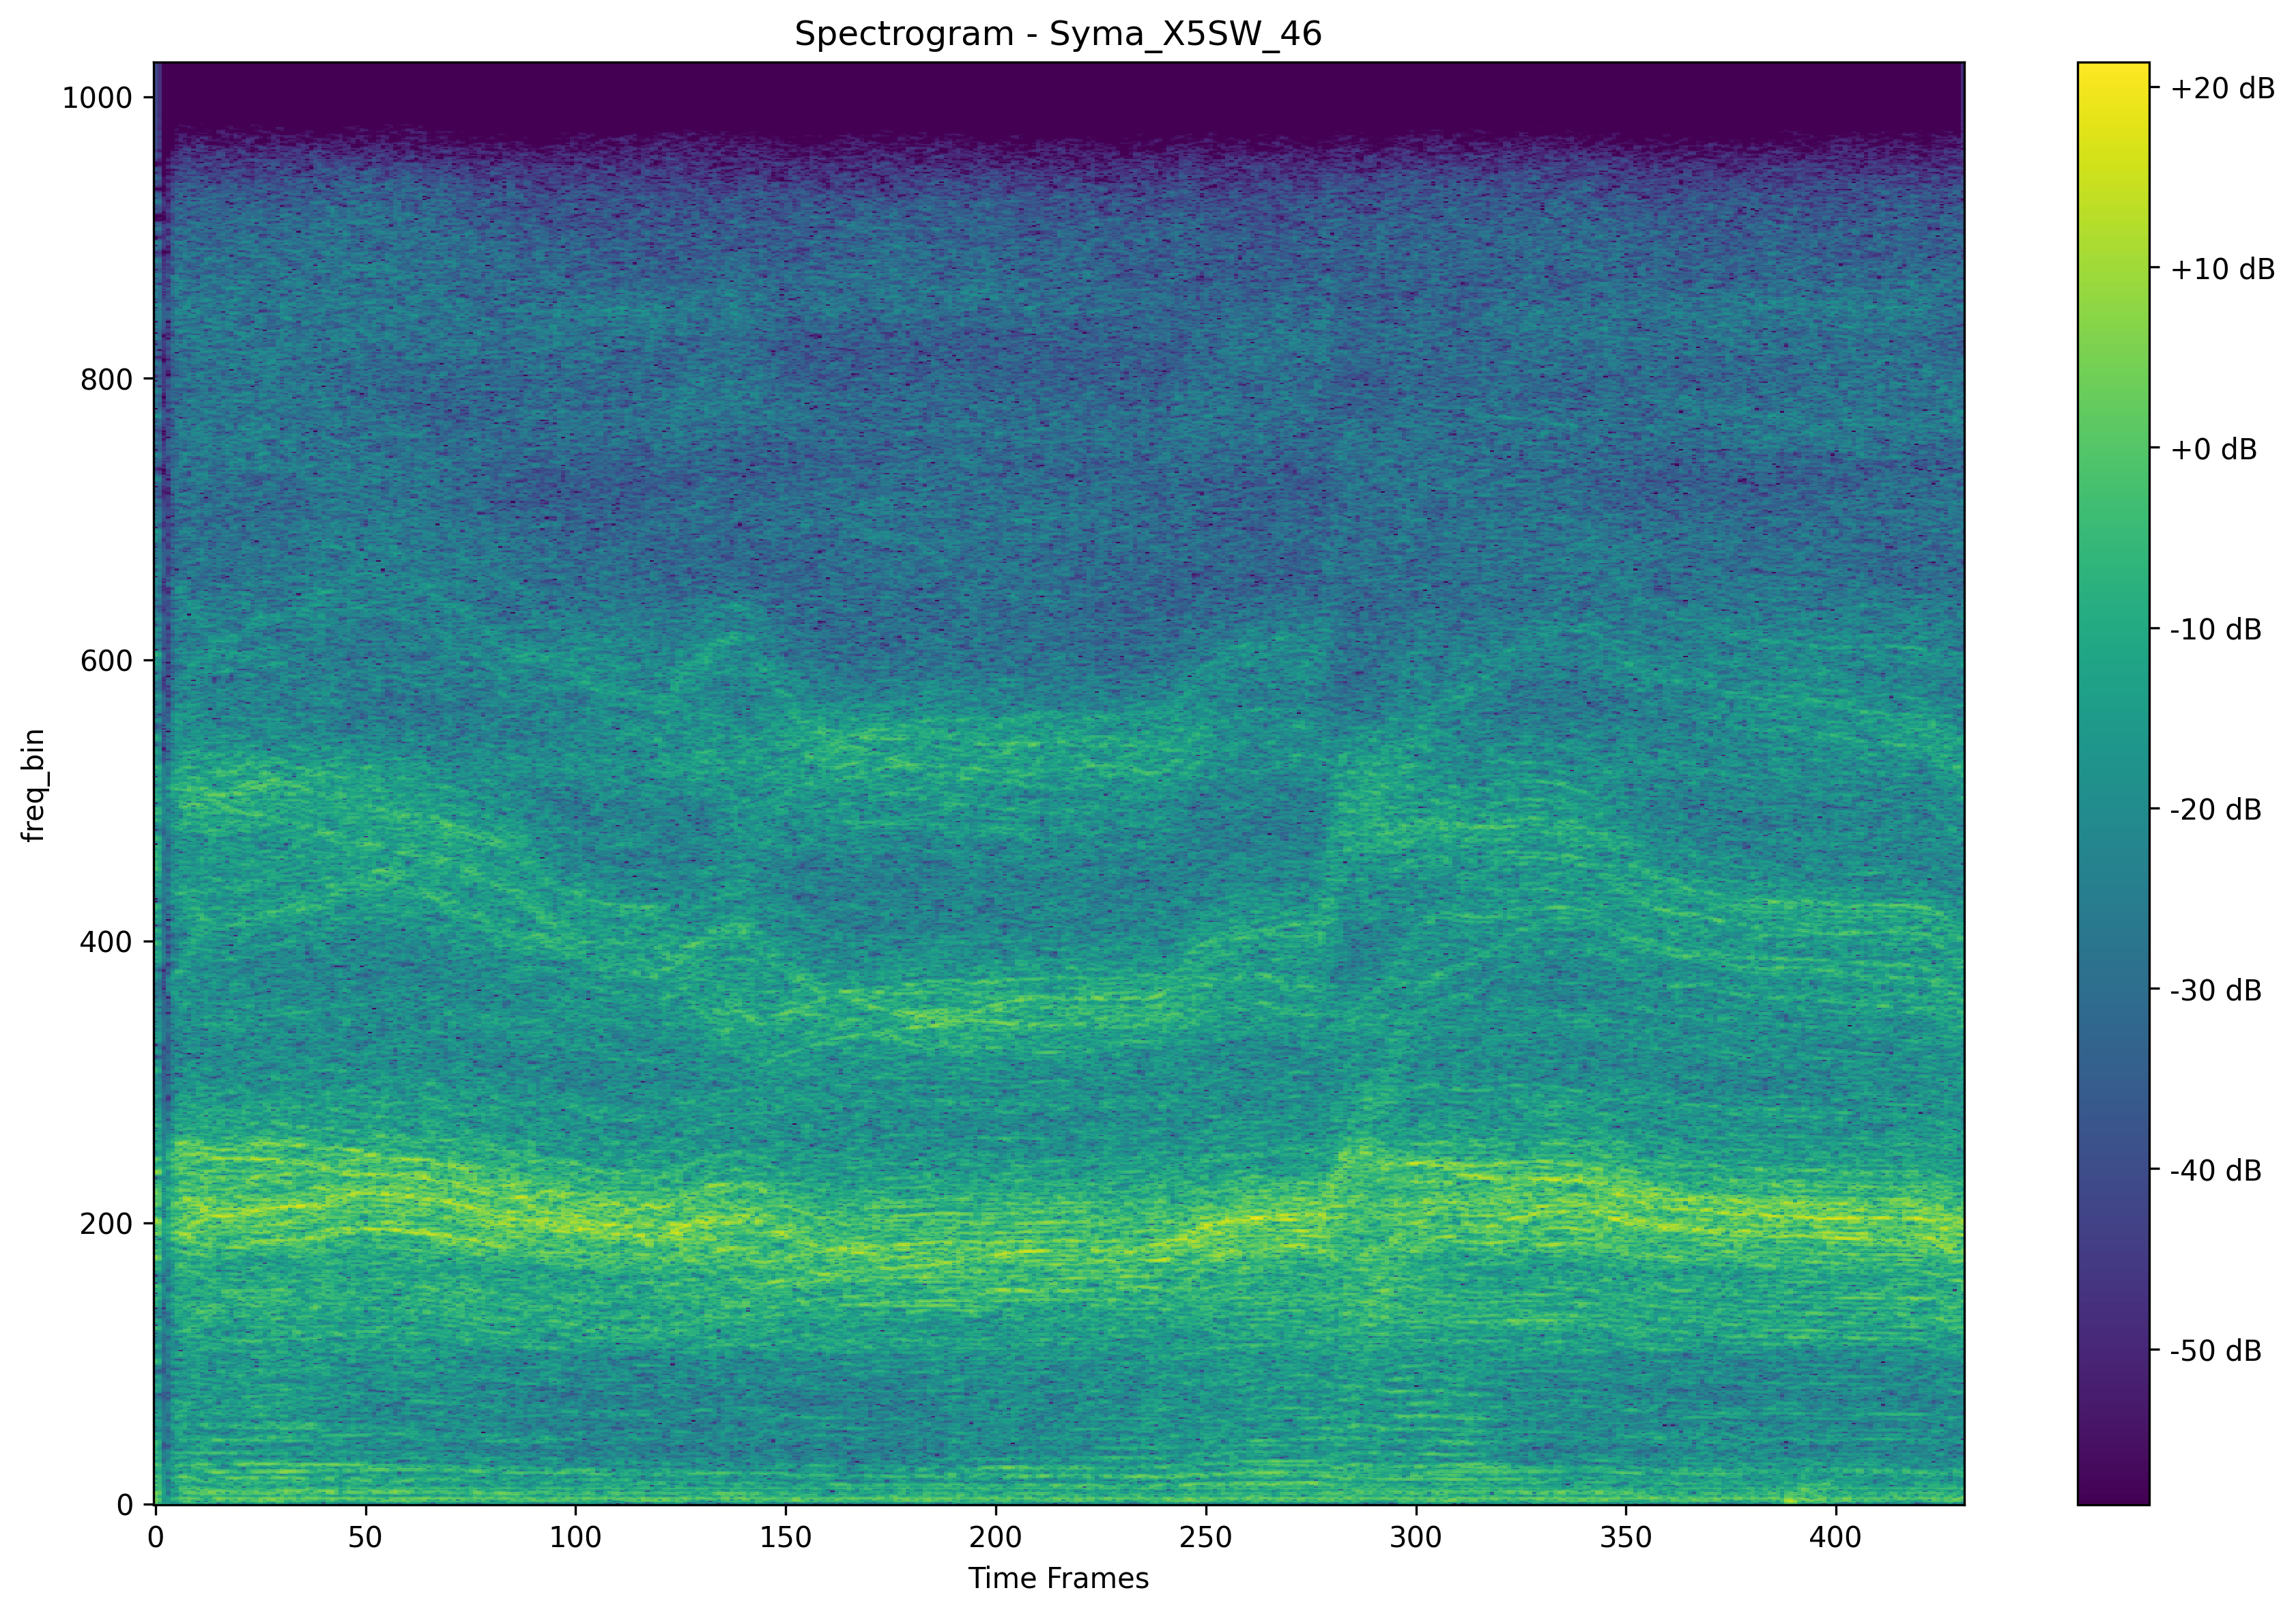 Spectrogram - Syma_X5SW_46
freq_bin
1000
800
600
400
200
0
0 50 100 150 200 250 300 350 400
Time Frames
+20 dB
+10 dB
+0 dB
-10 dB
-20 dB
-30 dB
-40 dB
-50 dB